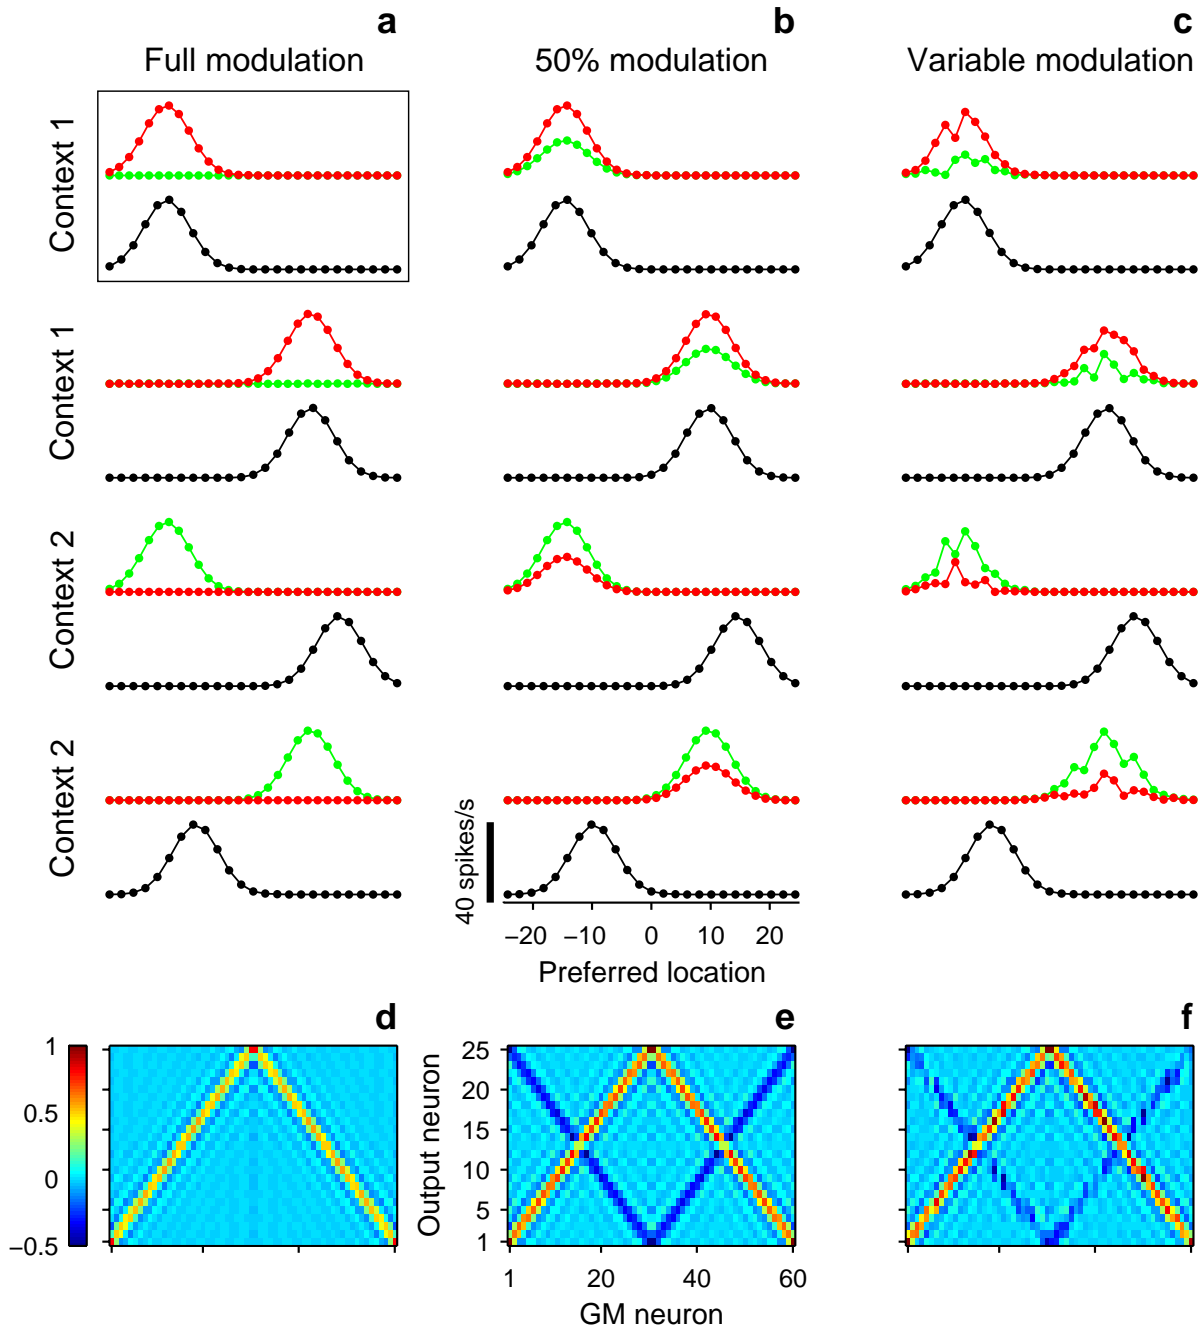 a
b
c
Full modulation
50% modulation
Variable modulation
Context 1
Context 1
Context 2
Context 2
40 spikes/s
−20 −10 0 10 20
Preferred location
d
e
f
1
0.5
0
−0.5
Output neuron
25
20
15
10
5
1
1 20 40 60
GM neuron